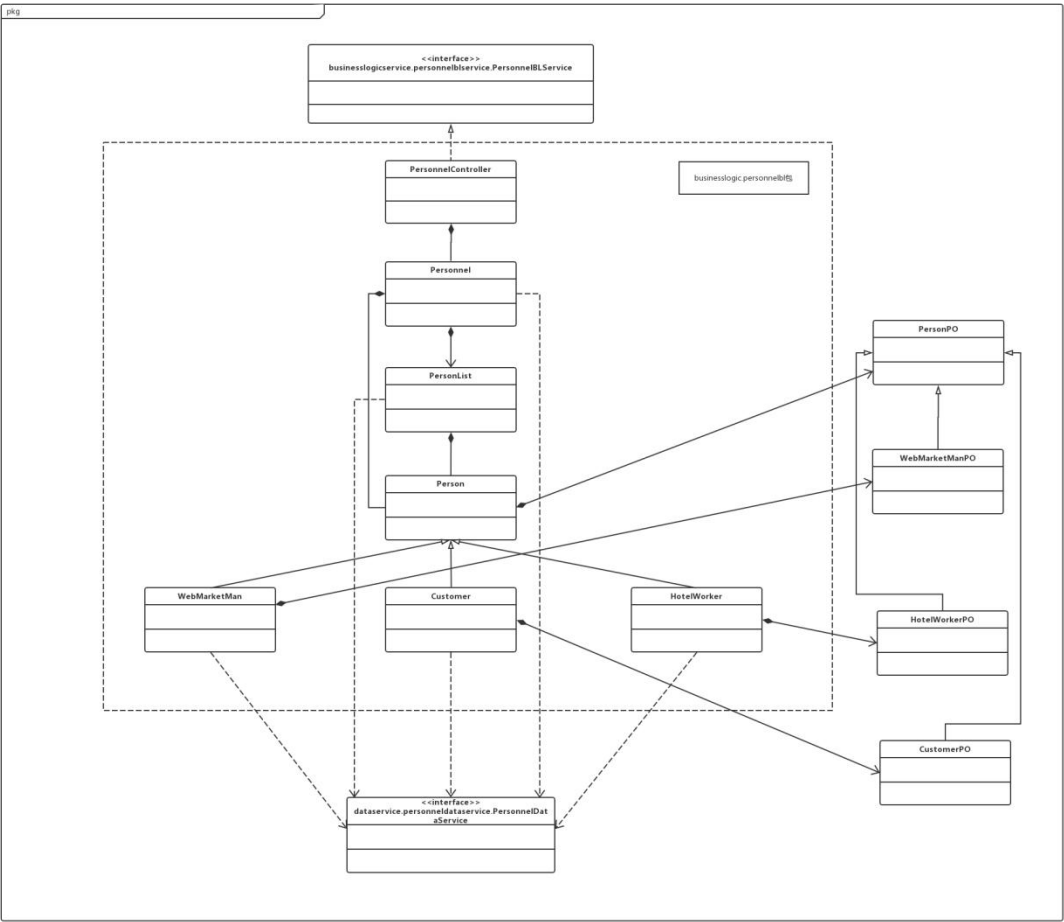 pkg
<<interface>>
businesslogicservice.personnelblservice.PersonnelBLService
PersonnelController
businesslogic.personnelbl包
Personnel
PersonPO
PersonList
WebMarketManPO
Person
WebMarketMan
Customer
HotelWorker
HotelWorkerPO
CustomerPO
<<interface>>
dataservice.personneldataservice.PersonnelDat
aService